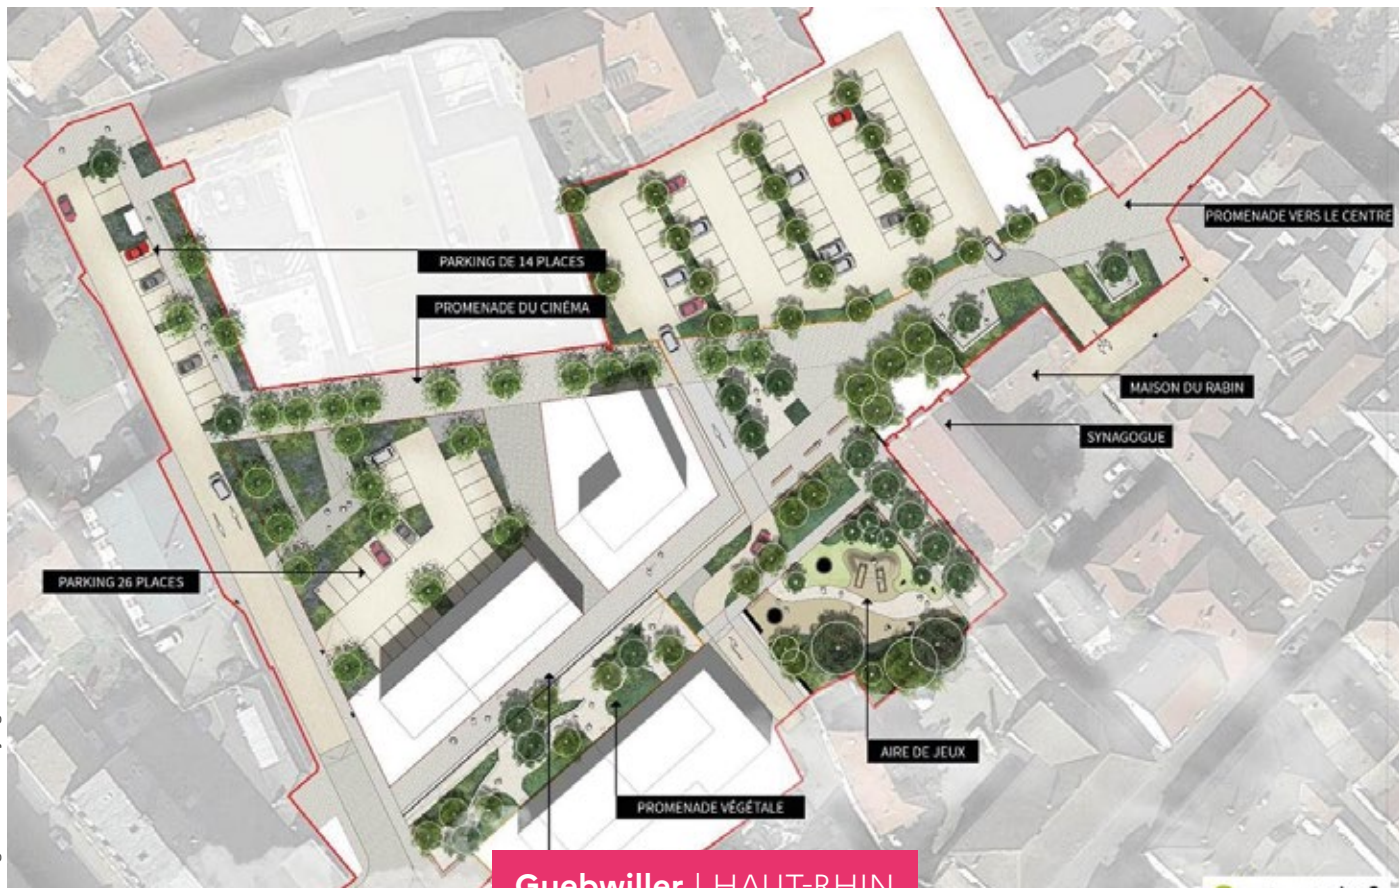 PROMENADE VERS LE CENTRE
PARKING DE 14 PLACES
PROMENADE DU CINÉMA
MAISON DU RABIN
SYNAGOGUE
PARKING 26 PLACES
AIRE DE JEUX
PROMENADE VÉGÉTALE
Guebwiller | HAUT-RHIN